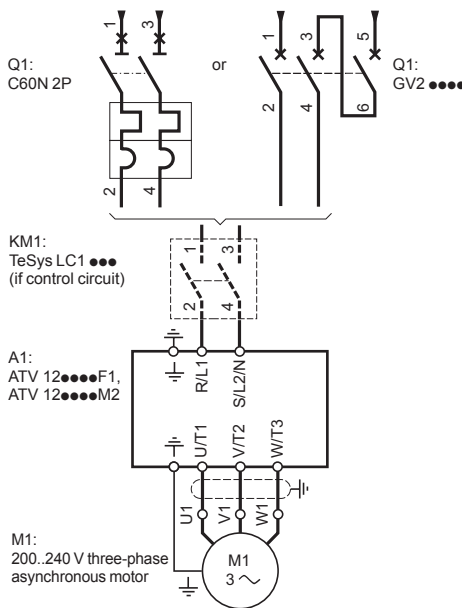 1
3
Q1:
C60N 2P
2
4
or
1
3
5
2
4
6
Q1:
GV2 ●●●●
KM1:
TeSys LC1 ●●●
(if control circuit)
1
3
2
4
A1:
ATV 12●●●●F1,
ATV 12●●●●M2
R/L1
S/L2/N
U/T1
V/T2
W/T3
U1
V1
W1
M1:
200..240 V three-phase
asynchronous motor
M1
3 ~